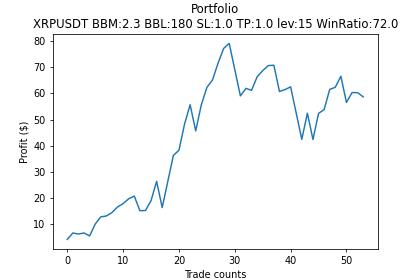 Portfolio
XRPUSDT BBM:2.3 BBL:180 SL:1.0 TP:1.0 lev:15 WinRatio:72.0
80
70
60
50
40
30
20
10
Profit ($)
0 10 20 30 40 50
Trade counts